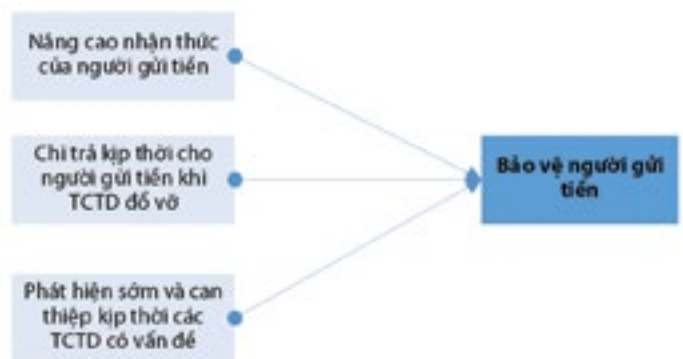 Nâng cao nhận thức
của người gửi tiền
Chi trả kịp thời cho
người gửi tiền khi
TCTD đổ vỡ
Bảo vệ người gửi
tiền
Phát hiện sớm và can
thiệp kịp thời các
TCTD có vấn đề